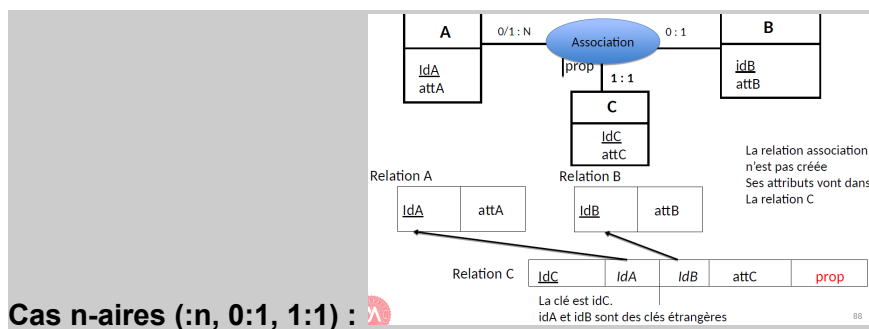 A
0/1 : N
Association
0 : 1
B
IdA
attA
prop
1 : 1
idB
attB
C
IdC
attC
La relation association
n'est pas créée
Ses attributs vont dans
La relation C
Relation A
Relation B
IdA
attA
IdB
attB
Relation C
IdC
IdA
IdB
attC
prop
La clé est idC.
idA et idB sont des clés étrangères
88
Cas n-aires (:n, 0:1, 1:1) :